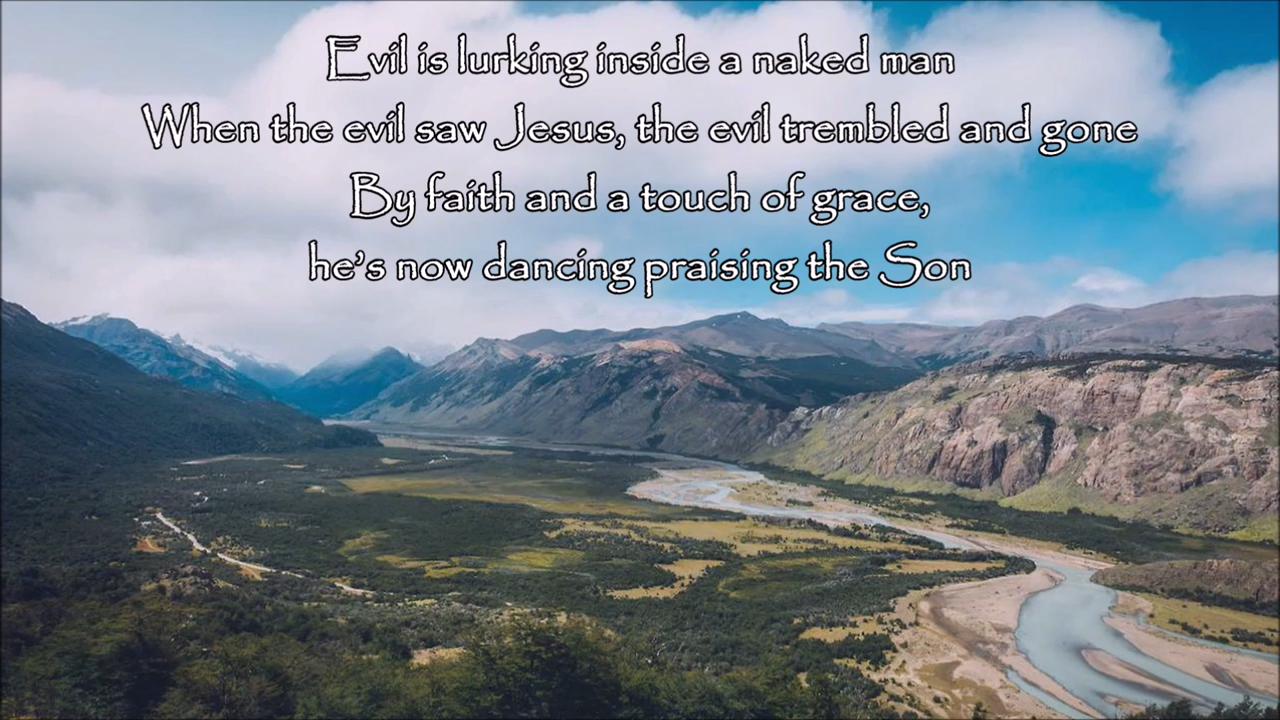 Evil is lurking inside a naked man
When the evil saw Jesus, the evil trembled and gone
By faith and a touch of grace,
he's now dancing praising the Son